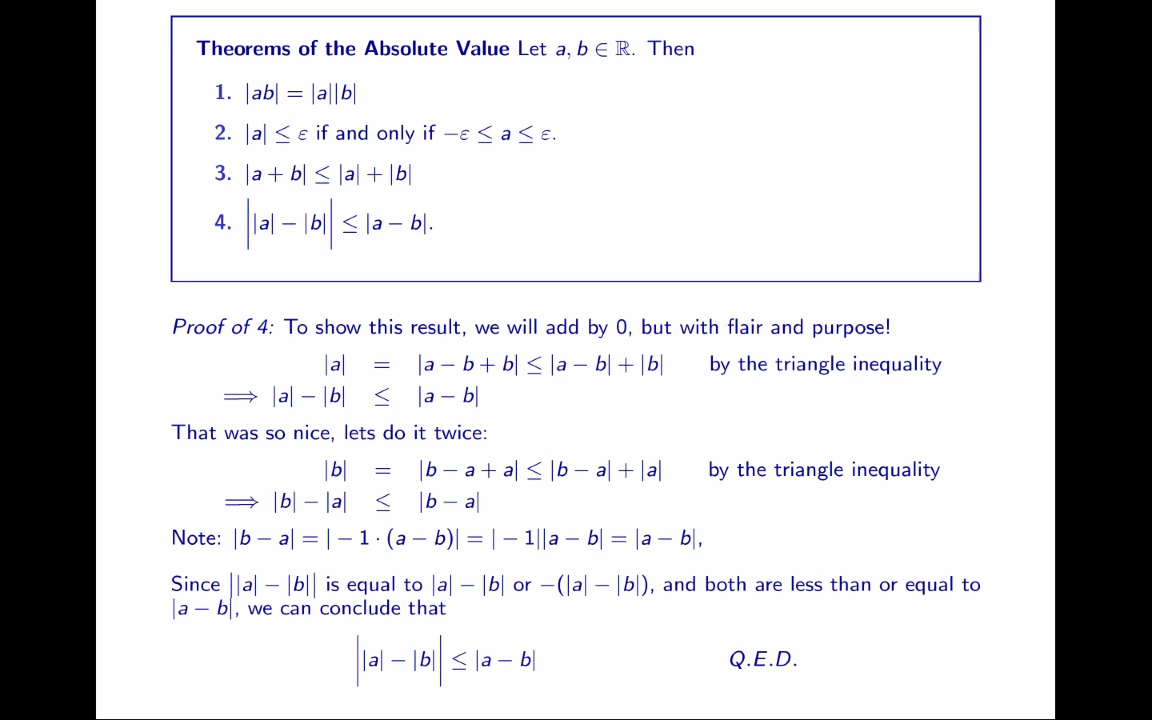 Theorems of the Absolute Value Let a, b ∈ ℝ. Then
1. |ab| = |a||b|
2. |a| ≤ ε if and only if −ε ≤ a ≤ ε.
3. |a + b| ≤ |a| + |b|
4. ||a| − |b|| ≤ |a − b|.
Proof of 4: To show this result, we will add by 0, but with flair and purpose!
|a| = |a − b + b| ≤ |a − b| + |b| by the triangle inequality
⟹ |a| − |b| ≤ |a − b|
That was so nice, lets do it twice:
|b| = |b − a + a| ≤ |b − a| + |a| by the triangle inequality
⟹ |b| − |a| ≤ |b − a|
Note: |b − a| = | − 1 · (a − b)| = | − 1||a − b| = |a − b|,
Since ||a| − |b|| is equal to |a| − |b| or −(|a| − |b|), and both are less than or equal to
|a − b|, we can conclude that
||a| − |b|| ≤ |a − b| Q.E.D.